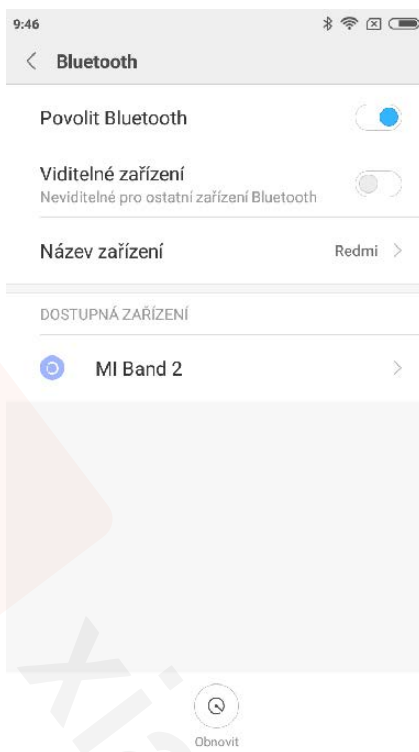 9:46
Bluetooth
Povolit Bluetooth
Viditelné zařízení
Neviditelné pro ostatní zařízení Bluetooth
Název zařízení Redmi
DOSTUPNÁ ZAŘÍZENÍ
MI Band 2
Obnovit